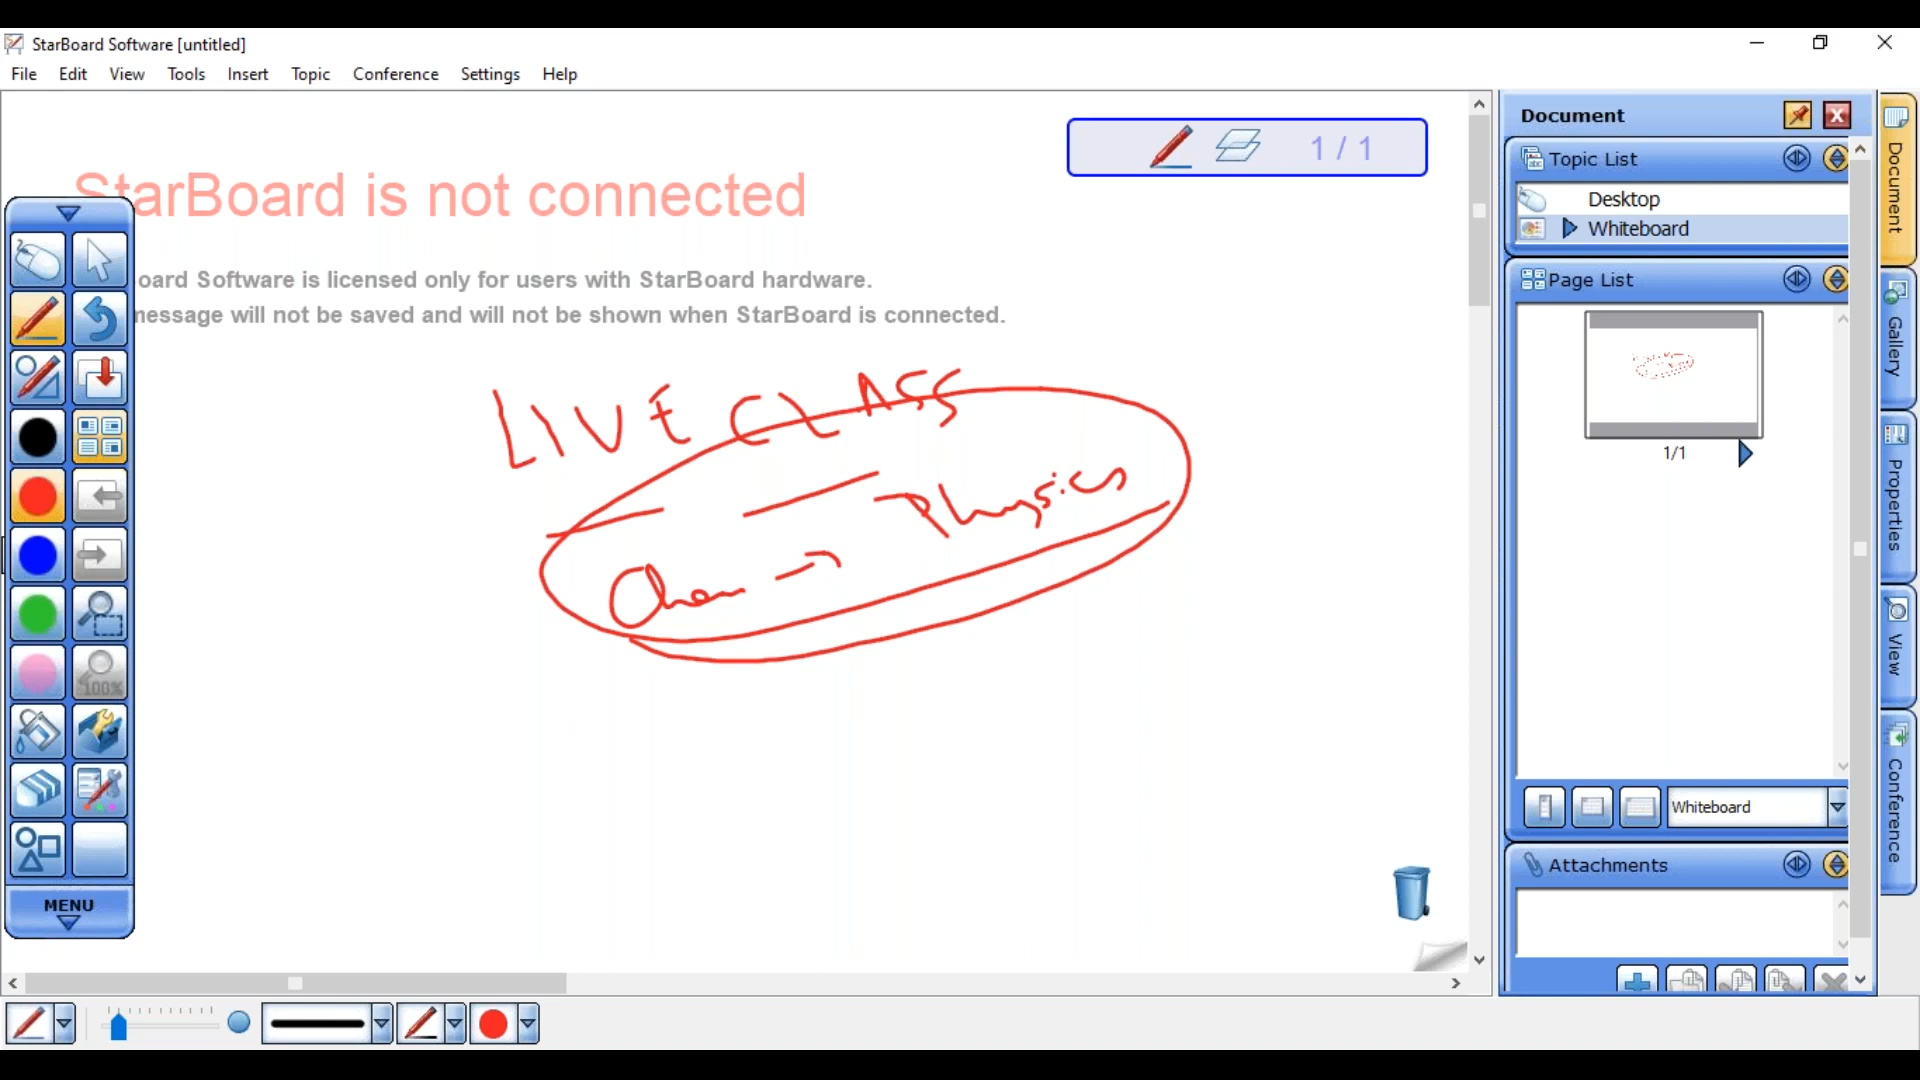 StarBoard Software [untitled]
File Edit View Tools Insert Topic Conference Settings Help
StarBoard is not connected
1 / 1
oard Software is licensed only for users with StarBoard hardware.
message will not be saved and will not be shown when StarBoard is connected.
LIVE CLASS
Physics
Chem
MENU
100%
Document
Topic List
Desktop
Whiteboard
Page List
1/1
Whiteboard
Attachments
Document
Gallery
Properties
View
Conference